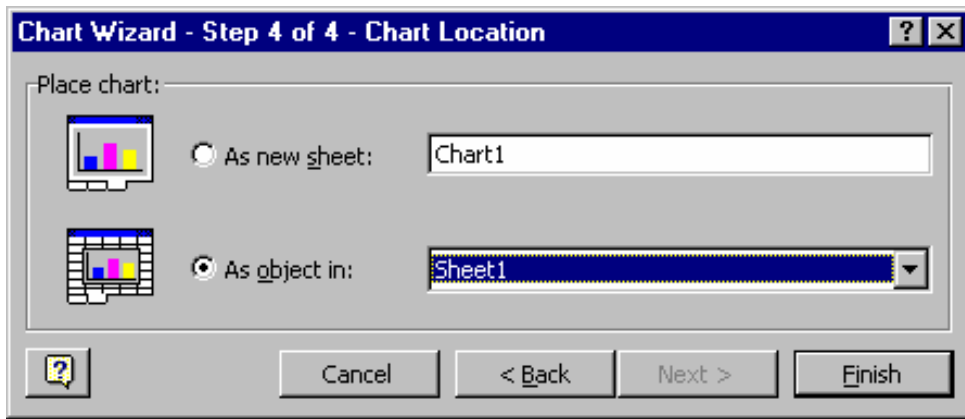 Chart Wizard - Step 4 of 4 - Chart Location
?
Place chart:
As new sheet: Chart1
As object in: Sheet1
? Cancel < Back Next > Finish